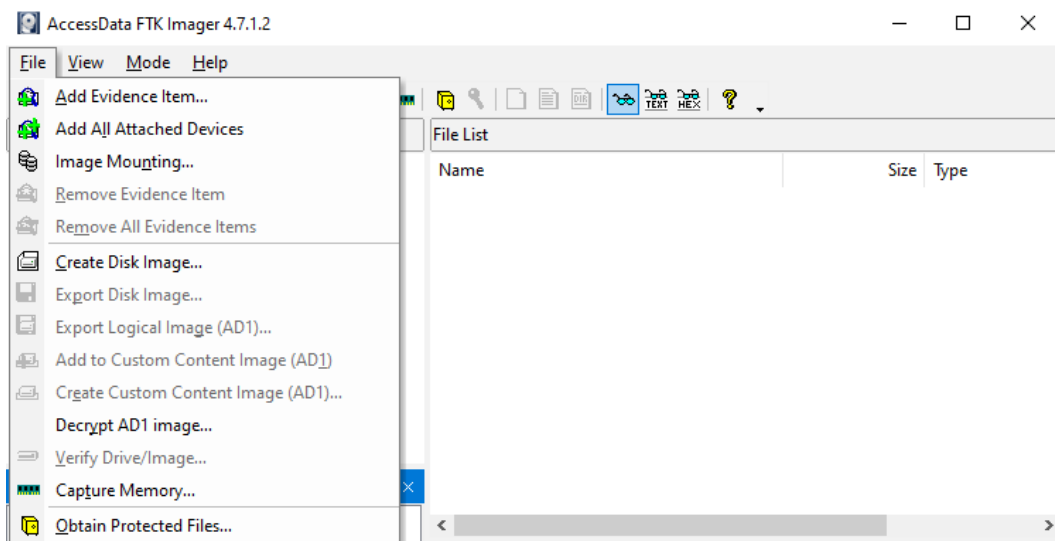 AccessData FTK Imager 4.7.1.2
File View Mode Help
Add Evidence Item...
Add All Attached Devices
Image Mounting...
Remove Evidence Item
Remove All Evidence Items
Create Disk Image...
Export Disk Image...
Export Logical Image (AD1)...
Add to Custom Content Image (AD1)
Create Custom Content Image (AD1)...
Decrypt AD1 image...
Verify Drive/Image...
Capture Memory...
Obtain Protected Files...
DIR TEXT HEX
File List
Name Size Type